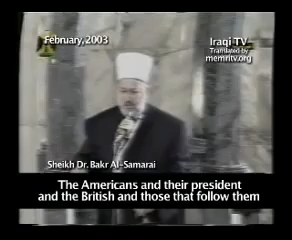 February, 2003
Iraqi TV
Translated by
memritv.org
Sheikh Dr. Bakr Al-Samarai
The Americans and their president
and the British and those that follow them